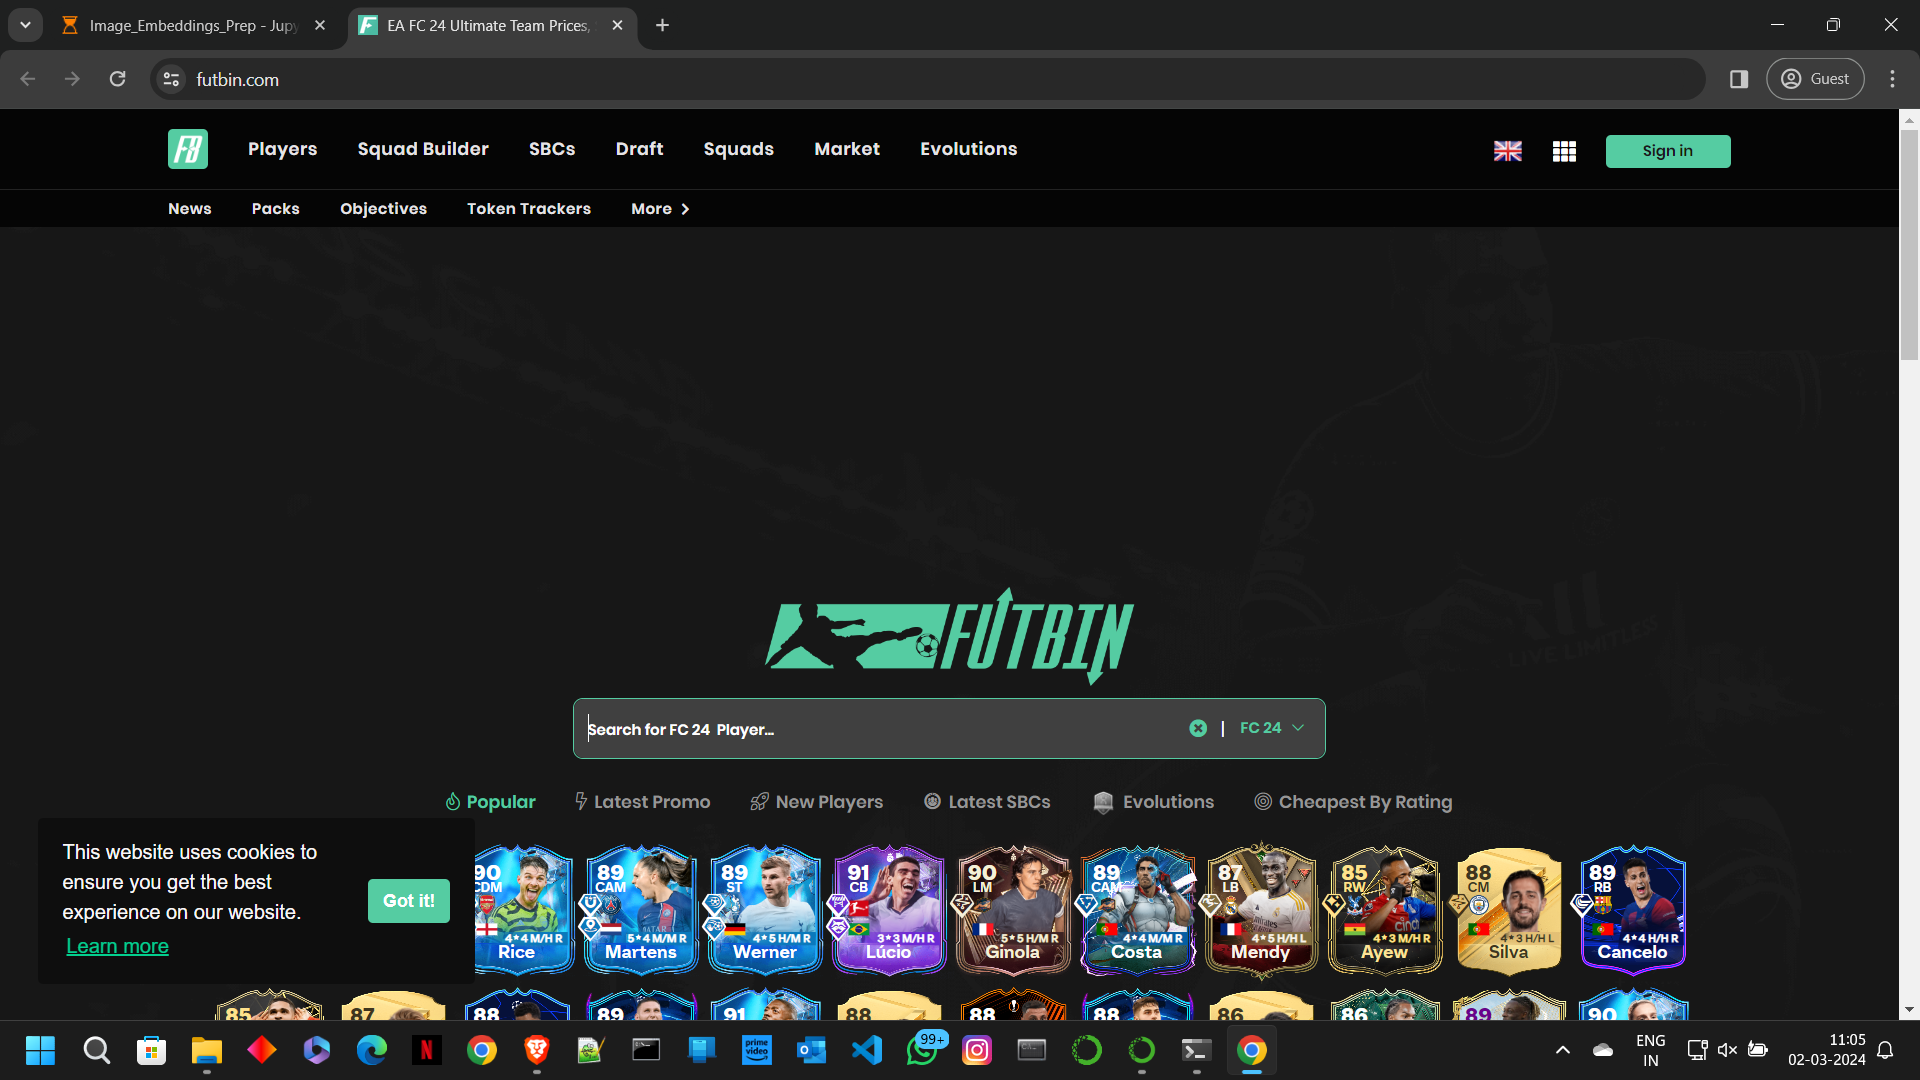 Image_Embeddings_Prep - Jupy
EA FC 24 Ultimate Team Prices,
futbin.com
Guest
FB
Players
Squad Builder
SBCs
Draft
Squads
Market
Evolutions
Sign in
News
Packs
Objectives
Token Trackers
More
LIVE LIMITLESS
FUTBIN
Search for FC 24 Player...
FC 24
Popular
Latest Promo
New Players
Latest SBCs
Evolutions
Cheapest By Rating
This website uses cookies to
ensure you get the best
experience on our website.
Learn more
Got it!
90
CDM
4★4 M/H R
Rice
89
CAM
5★4 M/M R
Martens
89
ST
4★5 H/M R
Werner
91
CB
3★3 H/H R
Lúcio
90
LM
5★5 H/M R
Ginola
89
CAM
4★4 M/M R
Costa
87
LB
4★5 H/H L
Mendy
85
RW
4★3 M/H R
Ayew
88
CM
4★3 H/H L
Silva
89
RB
4★4 H/H R
Cancelo
85
87
88
89
91
88
88
88
86
86
89
90
prime
video
99+
ENG
IN
11:05
02-03-2024